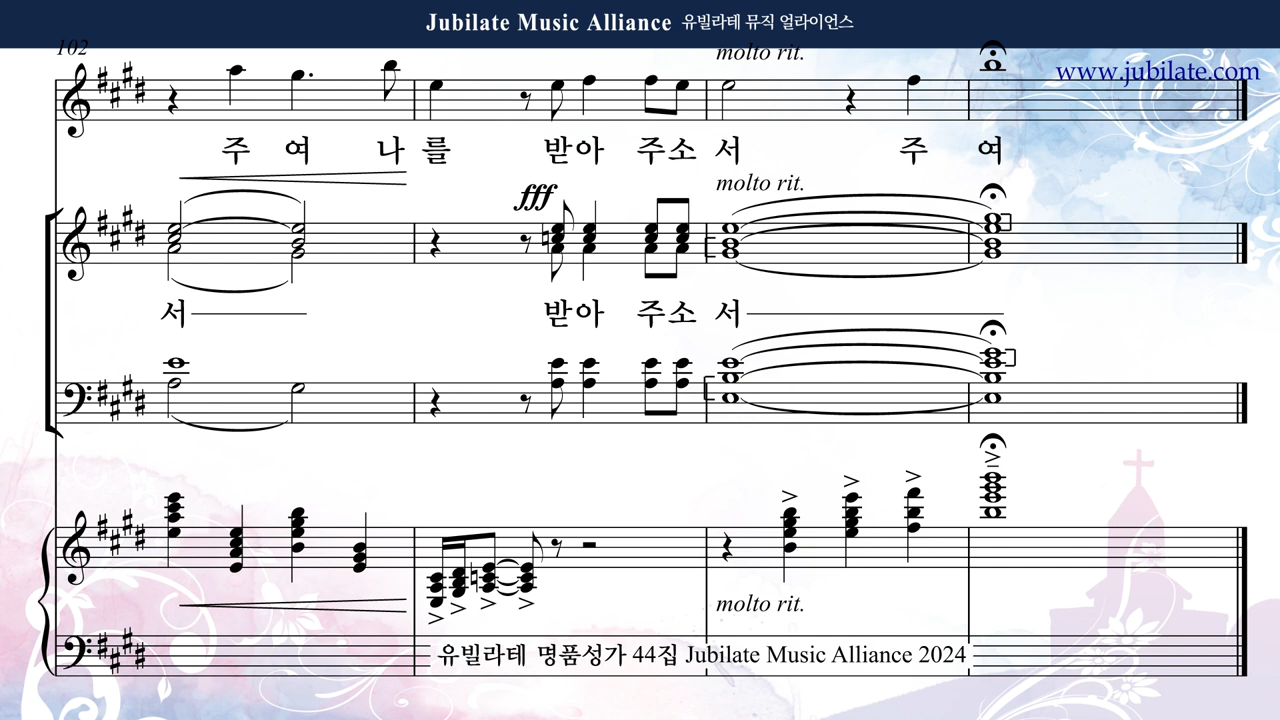 Jubilate Music Alliance 유빌라테 뮤직 얼라이언스
102
molto rit.
www.jubilate.com
주 여 나 를 받아 주소 서 주 여
molto rit.
fff
서 받아 주소 서
molto rit.
유빌라테 명품성가 44집 Jubilate Music Alliance 2024